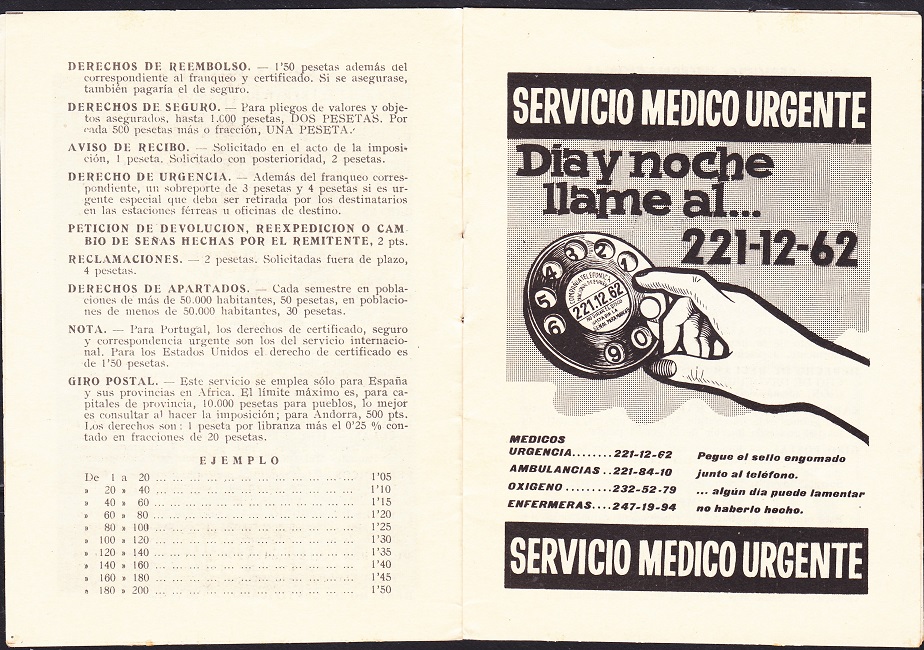 DERECHOS DE REEMBOLSO. — 1'50 pesetas además del
correspondiente al franqueo y certificado. Si se asegurase,
también pagaría el de seguro.
DERECHOS DE SEGURO. — Para pliegos de valores y obje-
tos asegurados, hasta 1.000 pesetas, DOS PESETAS. Por
cada 500 pesetas más o fracción, UNA PESETA.
AVISO DE RECIBO. — Solicitado en el acto de la imposi-
ción, 1 peseta. Solicitado con posterioridad, 2 pesetas.
DERECHO DE URGENCIA. — Además del franqueo corres-
pondiente, un sobreporte de 3 pesetas y 4 pesetas si es ur-
gente especial que deba ser retirada por los destinatarios
en las estaciones férreas u oficinas de destino.
PETICION DE DEVOLUCION, REEXPEDICION O CAM-
BIO DE SEÑAS HECHAS POR EL REMITENTE, 2 pts.
RECLAMACIONES. — 2 pesetas. Solicitadas fuera de plazo,
4 pesetas.
DERECHOS DE APARTADOS. — Cada semestre en pobla-
ciones de más de 50.000 habitantes, 50 pesetas, en poblacio-
nes de menos de 50.000 habitantes, 30 pesetas.
NOTA. — Para Portugal, los derechos de certificado, seguro
y correspondencia urgente son los del servicio internacio-
nal. Para los Estados Unidos el derecho de certificado es
de 1'50 pesetas.
GIRO POSTAL. — Este servicio se emplea sólo para España
y sus provincias en Africa. El límite máximo es, para ca-
pitales de provincia, 10.000 pesetas para pueblos, lo mejor
es consultar al hacer la imposición; para Andorra, 500 pts.
Los derechos son: 1 peseta por libranza más el 0'25 % con-
tado en fracciones de 20 pesetas.
EJEMPLO
De 1 a 20 ... ... ... ... ... ... ... ... ... ... ... ... 1'05
» 20 » 40 ... ... ... ... ... ... ... ... ... ... ... ... 1'10
» 40 » 60 ... ... ... ... ... ... ... ... ... ... ... ... 1'15
» 60 » 80 ... ... ... ... ... ... ... ... ... ... ... ... 1'20
» 80 » 100 ... ... ... ... ... ... ... ... ... ... ... ... 1'25
» 100 » 120 ... ... ... ... ... ... ... ... ... ... ... ... 1'30
» 120 » 140 ... ... ... ... ... ... ... ... ... ... ... ... 1'35
» 140 » 160 ... ... ... ... ... ... ... ... ... ... ... ... 1'40
» 160 » 180 ... ... ... ... ... ... ... ... ... ... ... ... 1'45
» 180 » 200 ... ... ... ... ... ... ... ... ... ... ... ... 1'50
SERVICIO MEDICO URGENTE
Dia y noche
llame al...
221-12-62
1
2
3
4
5
6
9
0
221.12.62
MEDICOS
URGENCIA........221-12-62
AMBULANCIAS..221-84-10
OXIGENO........232-52-79
ENFERMERAS....247-19-94
Pegue el sello engomado
junto al teléfono.
... algún día puede lamentar
no haberlo hecho.
SERVICIO MEDICO URGENTE